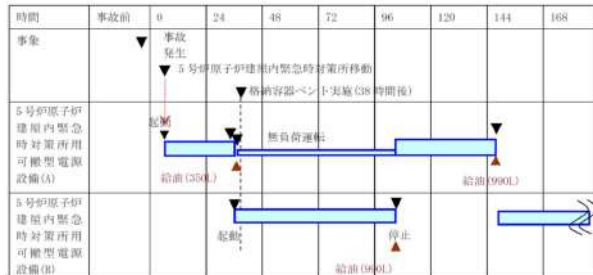 時間 事故前 0 24 48 72 96 120 144 168
事象
事故
発生
5号炉原子炉建屋内緊急時対策所移動
格納容器ベント実施(38時間後)
5号炉原子炉
建屋内緊急
時対策所用
可搬型電源
設備(A)
起動
無負荷運転
給油(350L)
給油(990L)
5号炉原子炉
建屋内緊急
時対策所用
可搬型電源
設備(B)
起動
停止
給油(990L)